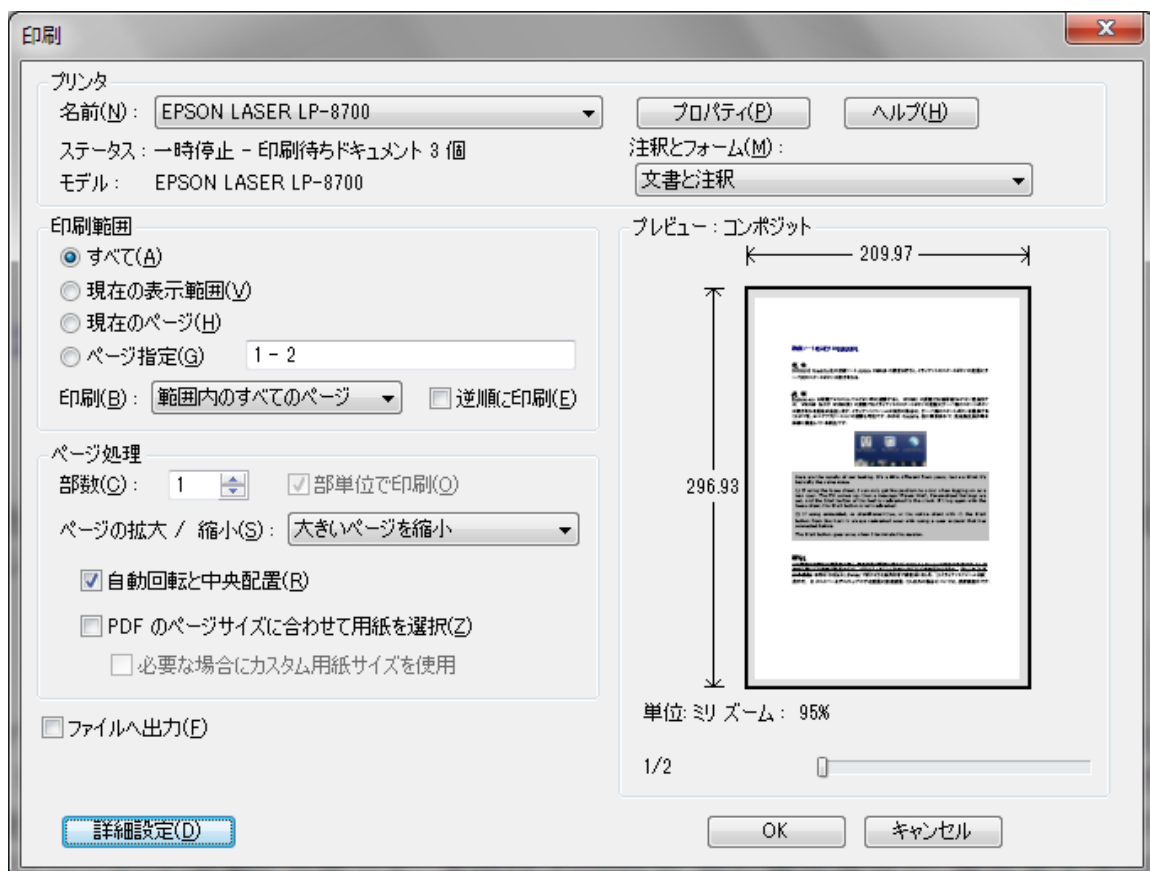 印刷
プリンタ
名前(N): EPSON LASER LP-8700 プロパティ(P) ヘルプ(H)
ステータス: 一時停止 - 印刷待ちドキュメント 3 個 注釈とフォーム(M):
モデル: EPSON LASER LP-8700 文書と注釈
印刷範囲
すべて(A)
現在の表示範囲(V)
現在のページ(H)
ページ指定(G) 1 - 2
印刷(B): 範囲内のすべてのページ 逆順に印刷(E)
ページ処理
部数(C): 1 部単位で印刷(O)
ページの拡大 / 縮小(S): 大きいページを縮小
自動回転と中央配置(R)
PDF のページサイズに合わせて用紙を選択(Z)
必要な場合にカスタム用紙サイズを使用
ファイルへ出力(F)
プレビュー: コンポジット
209.97
296.93
単位: ミリ ズーム: 95%
1/2
詳細設定(D) OK キャンセル